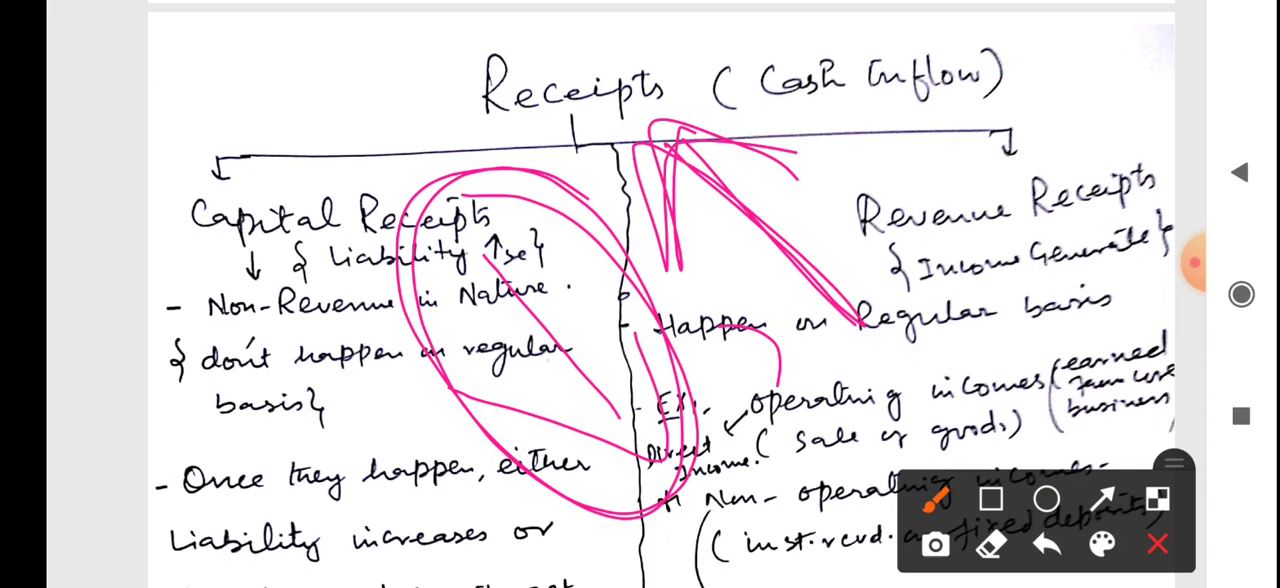 Receipts (Cash Inflow)
Capital Receipts
{ Liability ↑se}
- Non-Revenue in Nature.
{ don't happen on regular
basis}
- Once they happen, either
Liability increases or
Revenue Receipts
{ Income Generate}
- Happen on Regular basis
- Ex:- operating incomes (earned
from core
business
Direct Income. ( Sale of goods)
* Non-operating incomes-
( inst. recvd. on fixed deposits)